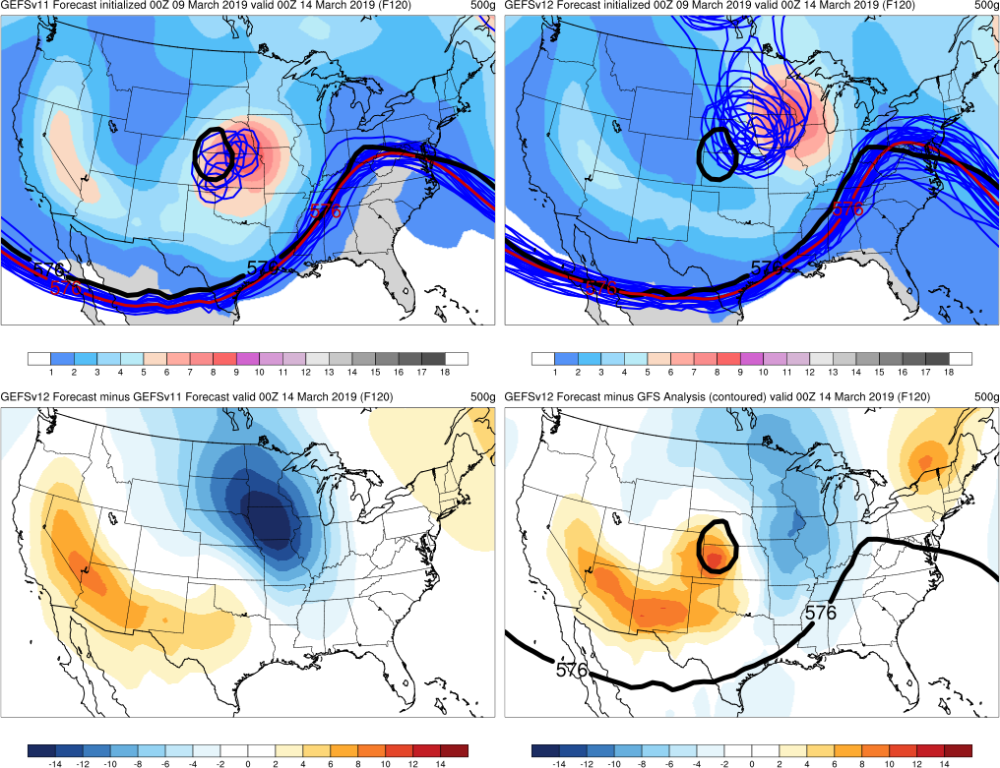 GEFSv11 Forecast initialized 00Z 09 March 2019 valid 00Z 14 March 2019 (F120) 500g
576
576
576
576
1 2 3 4 5 6 7 8 9 10 11 12 13 14 15 16 17 18
GEFSv12 Forecast initialized 00Z 09 March 2019 valid 00Z 14 March 2019 (F120) 500g
576
576
576
576
1 2 3 4 5 6 7 8 9 10 11 12 13 14 15 16 17 18
GEFSv12 Forecast minus GEFSv11 Forecast valid 00Z 14 March 2019 (F120) 500g
-14 -12 -10 -8 -6 -4 -2 0 2 4 6 8 10 12 14
GEFSv12 Forecast minus GFS Analysis (contoured) valid 00Z 14 March 2019 (F120) 500g
576
576
-14 -12 -10 -8 -6 -4 -2 0 2 4 6 8 10 12 14